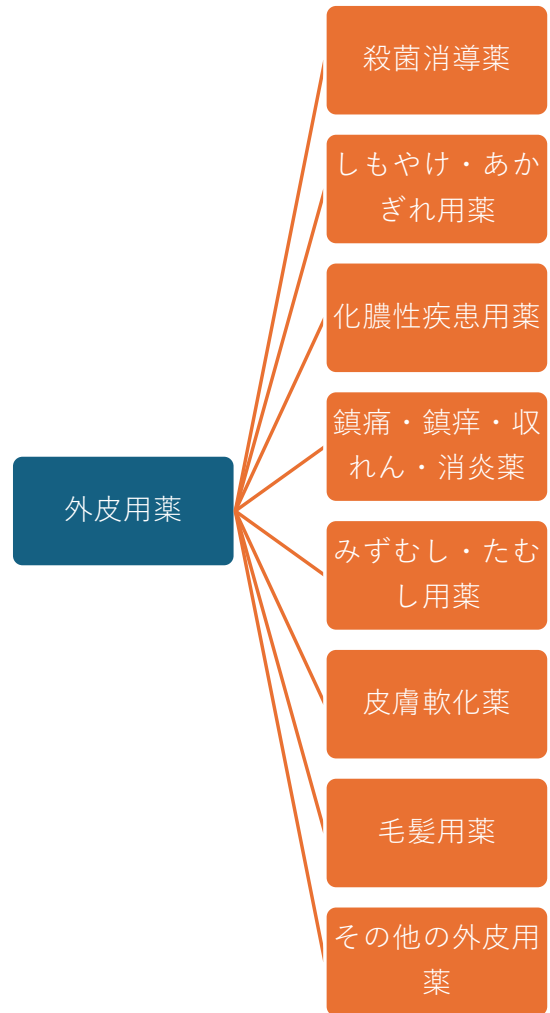 外皮用薬
殺菌消導薬
しもやけ・あか
ぎれ用薬
化膿性疾患用薬
鎮痛・鎮痒・収
れん・消炎薬
みずむし・たむ
し用薬
皮膚軟化薬
毛髪用薬
その他の外皮用
薬